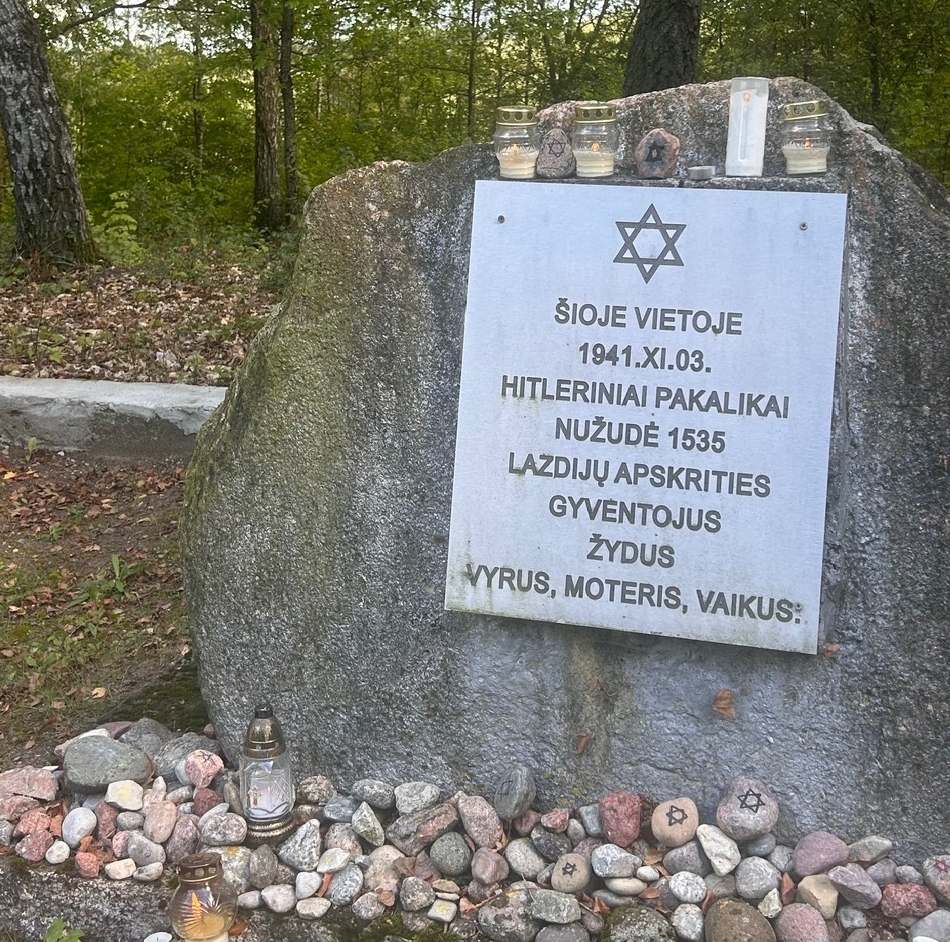 ŠIOJE VIETOJE
1941.XI.03.
HITLERINIAI PAKALIKAI
NUŽUDĖ 1535
LAZDIJŲ APSKRITIES
GYVENTOJUS
ŽYDUS
VYRUS, MOTERIS, VAIKUS.